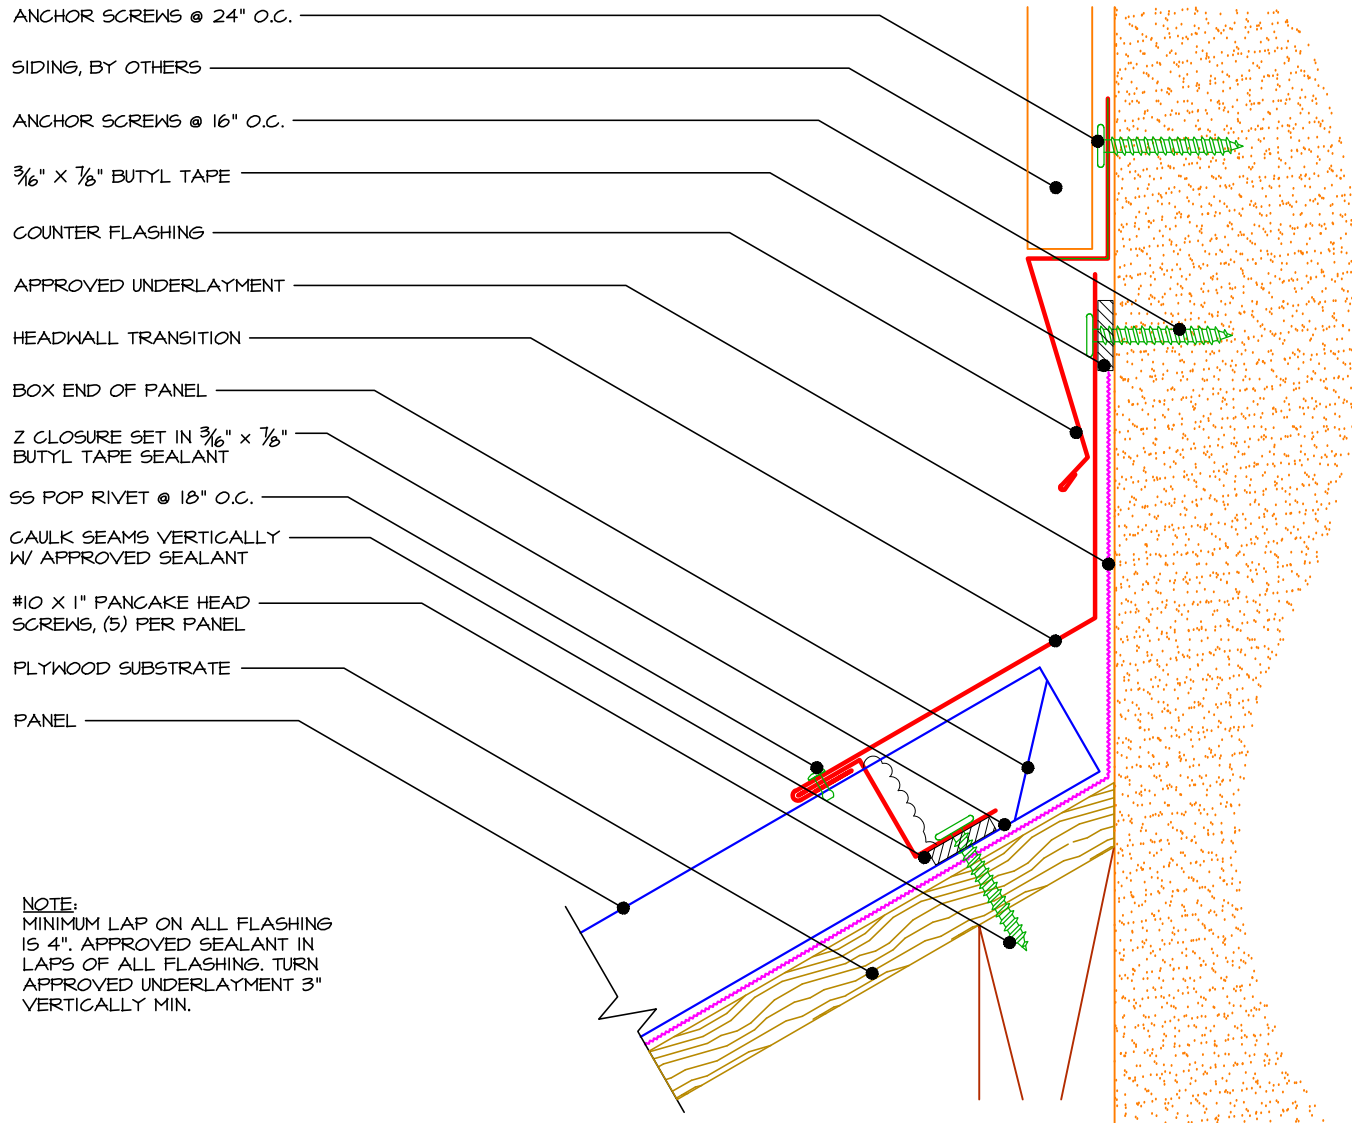 ANCHOR SCREWS @ 24" O.C.
SIDING, BY OTHERS
ANCHOR SCREWS @ 16" O.C.
3/16" X 7/8" BUTYL TAPE
COUNTER FLASHING
APPROVED UNDERLAYMENT
HEADWALL TRANSITION
BOX END OF PANEL
Z CLOSURE SET IN 3/16" X 7/8"
BUTYL TAPE SEALANT
SS POP RIVET @ 18" O.C.
CAULK SEAMS VERTICALLY
W/ APPROVED SEALANT
#10 X 1" PANCAKE HEAD
SCREWS, (5) PER PANEL
PLYWOOD SUBSTRATE
PANEL
NOTE:
MINIMUM LAP ON ALL FLASHING
IS 4". APPROVED SEALANT IN
LAPS OF ALL FLASHING. TURN
APPROVED UNDERLAYMENT 3"
VERTICALLY MIN.